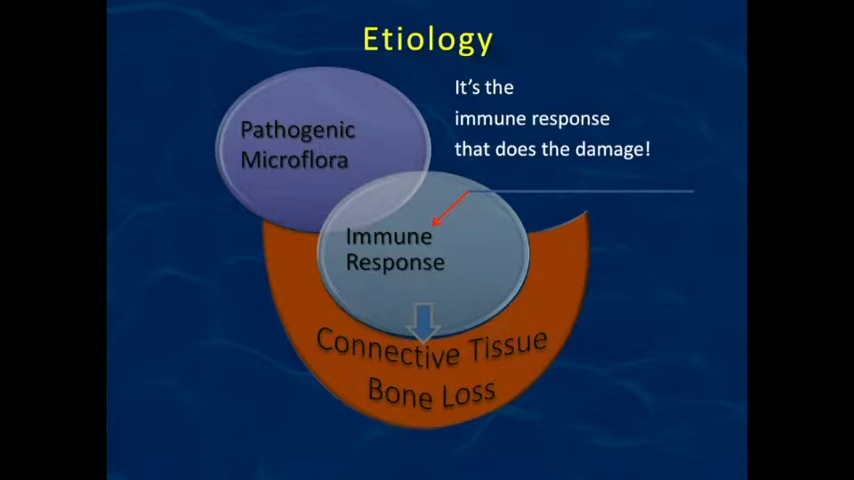 Etiology
It's the
immune response
that does the damage!
Pathogenic
Microflora
Immune
Response
Connective Tissue
Bone Loss